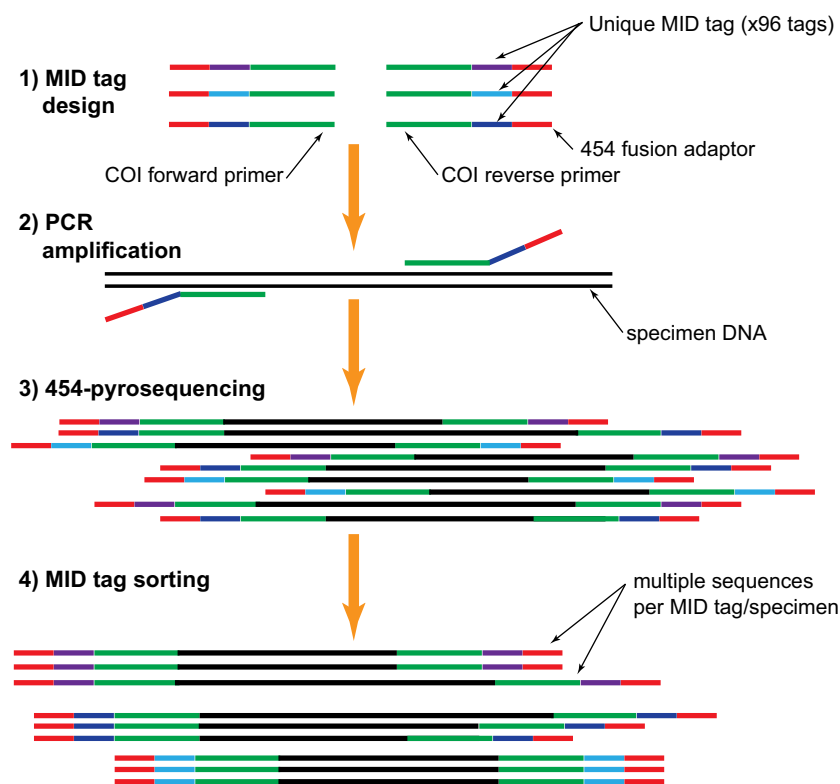 Unique MID tag (x96 tags)
1) MID tag
design
454 fusion adaptor
COI forward primer
COI reverse primer
2) PCR
amplification
specimen DNA
3) 454-pyrosequencing
4) MID tag sorting
multiple sequences
per MID tag/specimen